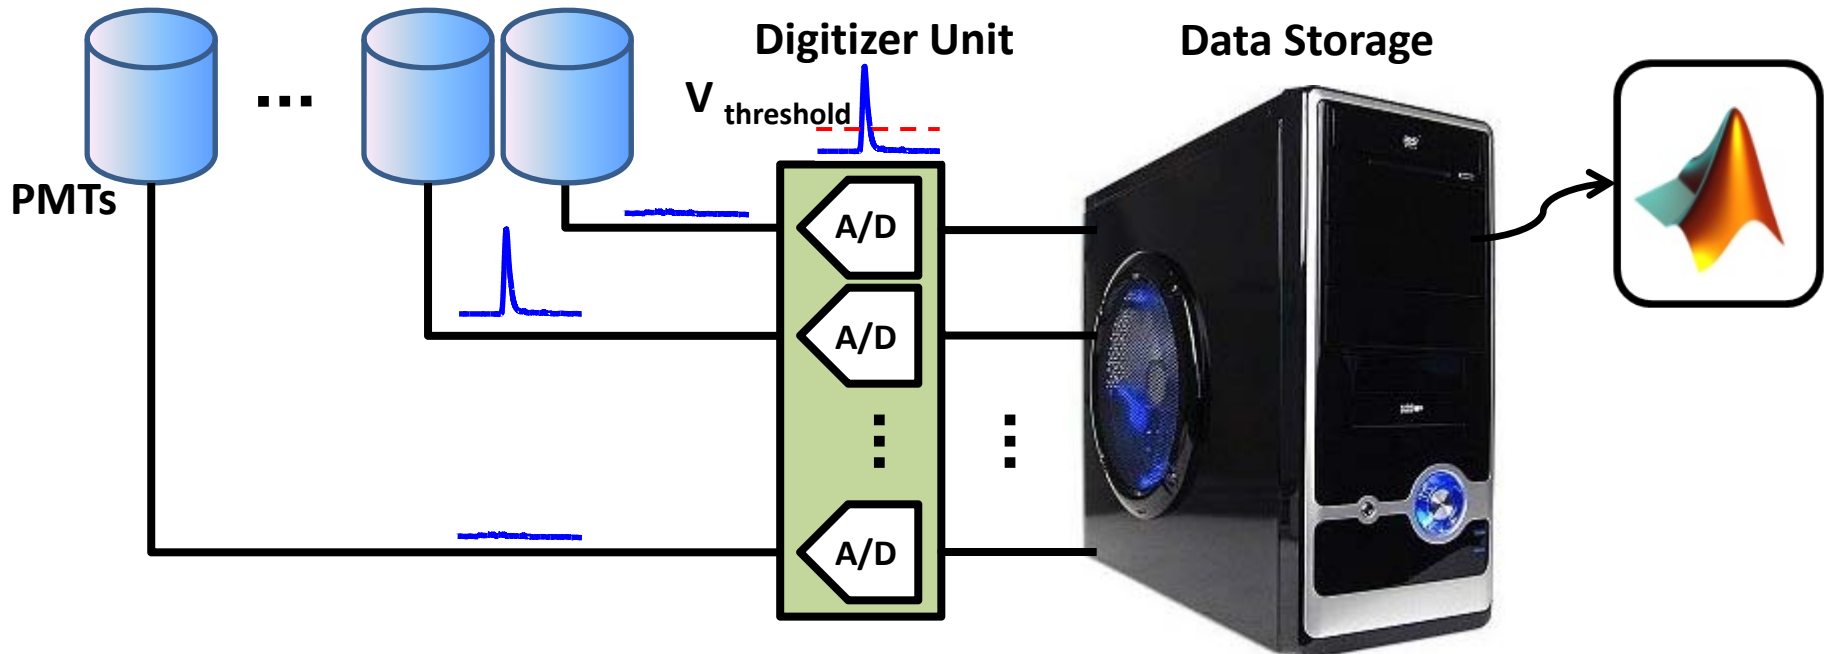 Digitizer Unit
Data Storage
V threshold
PMTs
A/D
A/D
A/D